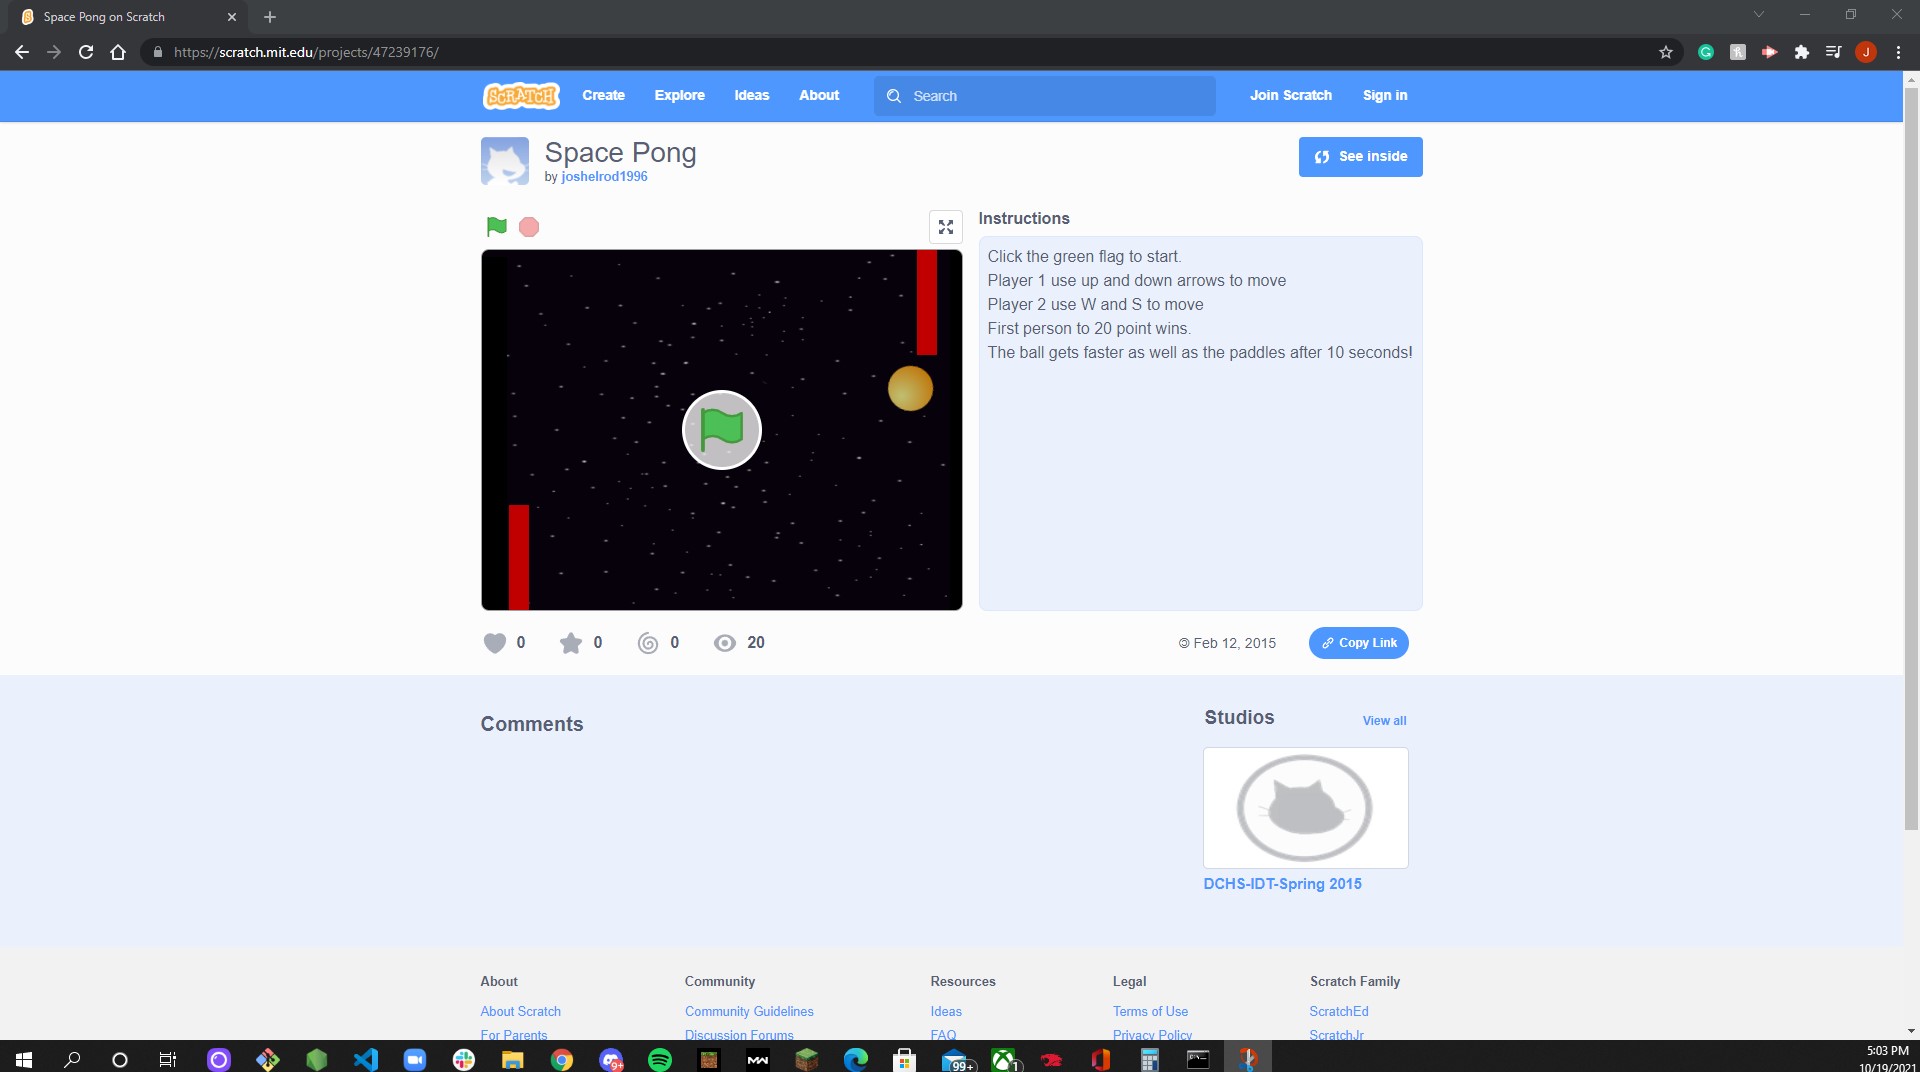 Space Pong on Scratch
https://scratch.mit.edu/projects/47239176/
J
SCRATCH
Create
Explore
Ideas
About
Search
Join Scratch
Sign in
Space Pong
by joshelrod1996
See inside
Instructions
Click the green flag to start.
Player 1 use up and down arrows to move
Player 2 use W and S to move
First person to 20 point wins.
The ball gets faster as well as the paddles after 10 seconds!
0
0
0
20
© Feb 12, 2015
Copy Link
Comments
Studios
View all
DCHS-IDT-Spring 2015
About
Community
Resources
Legal
Scratch Family
About Scratch
Community Guidelines
Ideas
Terms of Use
ScratchEd
For Parents
Discussion Forums
FAQ
Privacy Policy
ScratchJr
9+
MW
99+
1
5:03 PM
10/19/2021